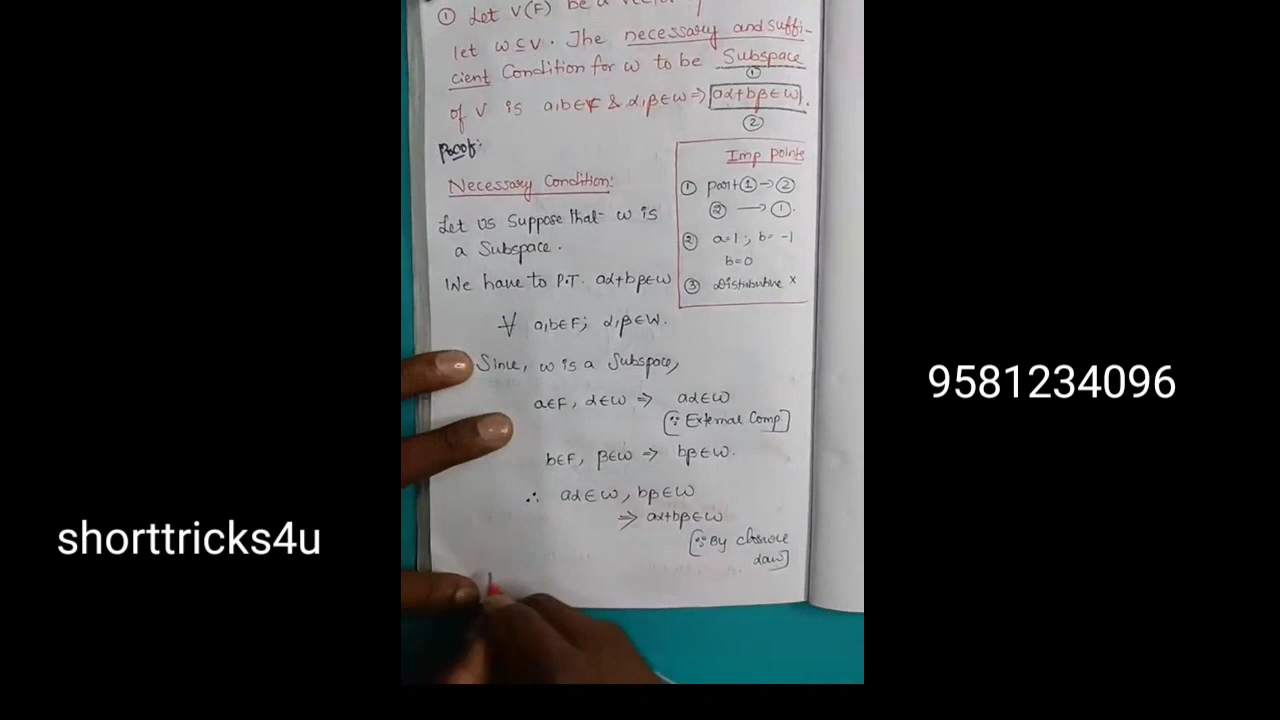 ① Let V(F) be a vector
let W ⊆ V. The necessary and suffi-
cient Condition for W to be Subspace
①
of V is a,b∈F & α,β∈W ⇒ aα+bβ∈W.
②
Proof:
Imp points
Necessary Condition:
① part ① → ②
② → ①.
Let us Suppose that W is
a Subspace.
② a=1; b=-1
b=0
We have to P.T. aα+bβ∈W
③ Distributive ×
∀ a,b∈F; α,β∈W.
Since, W is a Subspace,
a∈F, α∈W ⇒ aα∈W
[∵ External Comp]
b∈F, β∈W ⇒ bβ∈W.
∴ aα∈W, bβ∈W
⇒ aα+bβ∈W
[∵ By closure
Law]
9581234096
shorttricks4u